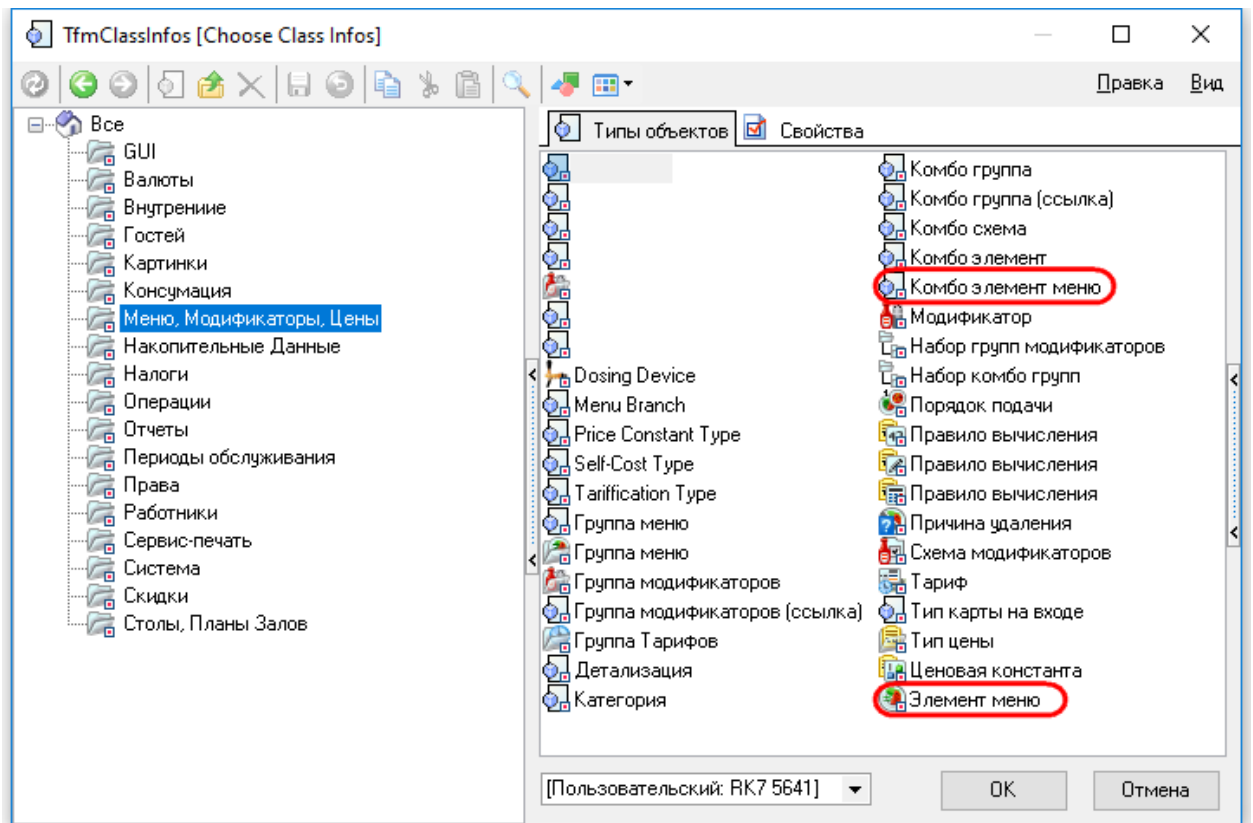 TfmClassInfos [Choose Class Infos]
Правка Вид
Все
GUI
Валюты
Внутрениие
Гостей
Картинки
Консумация
Меню, Модификаторы, Цены
Накопительные Данные
Налоги
Операции
Отчеты
Периоды обслуживания
Права
Работники
Сервис-печать
Система
Скидки
Столы, Планы Залов
Типы объектов Свойства
Dosing Device
Menu Branch
Price Constant Type
Self-Cost Type
Tariffication Type
Группа меню
Группа меню
Группа модификаторов
Группа модификаторов (ссылка)
Группа Тарифов
Детализация
Категория
Комбо группа
Комбо группа (ссылка)
Комбо схема
Комбо элемент
Комбо элемент меню
Модификатор
Набор групп модификаторов
Набор комбо групп
Порядок подачи
Правило вычисления
Правило вычисления
Правило вычисления
Причина удаления
Схема модификаторов
Тариф
Тип карты на входе
Тип цены
Ценовая константа
Элемент меню
[Пользовательский: RK7 5641] OK Отмена